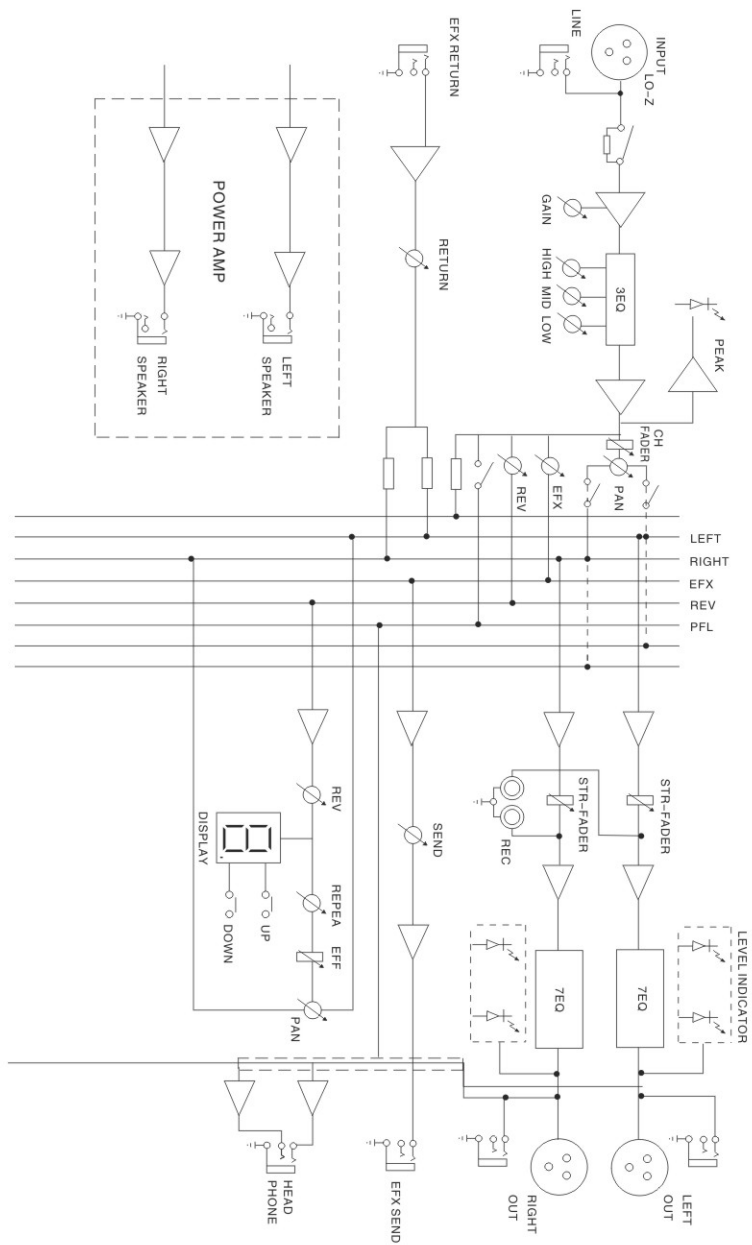 INPUT
LO-Z
LINE
GAIN
HIGH
MID
LOW
3EQ
PEAK
CH
FADER
PAN
EFX
REV
EFX RETURN
RETURN
POWER AMP
LEFT
SPEAKER
RIGHT
SPEAKER
LEFT
RIGHT
EFX
REV
PFL
STR-FADER
STR-FADER
REC
SEND
REV
DISPLAY
UP
DOWN
REPEA
EFF
PAN
LEVEL INDICATOR
7EQ
7EQ
LEFT
OUT
RIGHT
OUT
EFX SEND
HEAD
PHONE